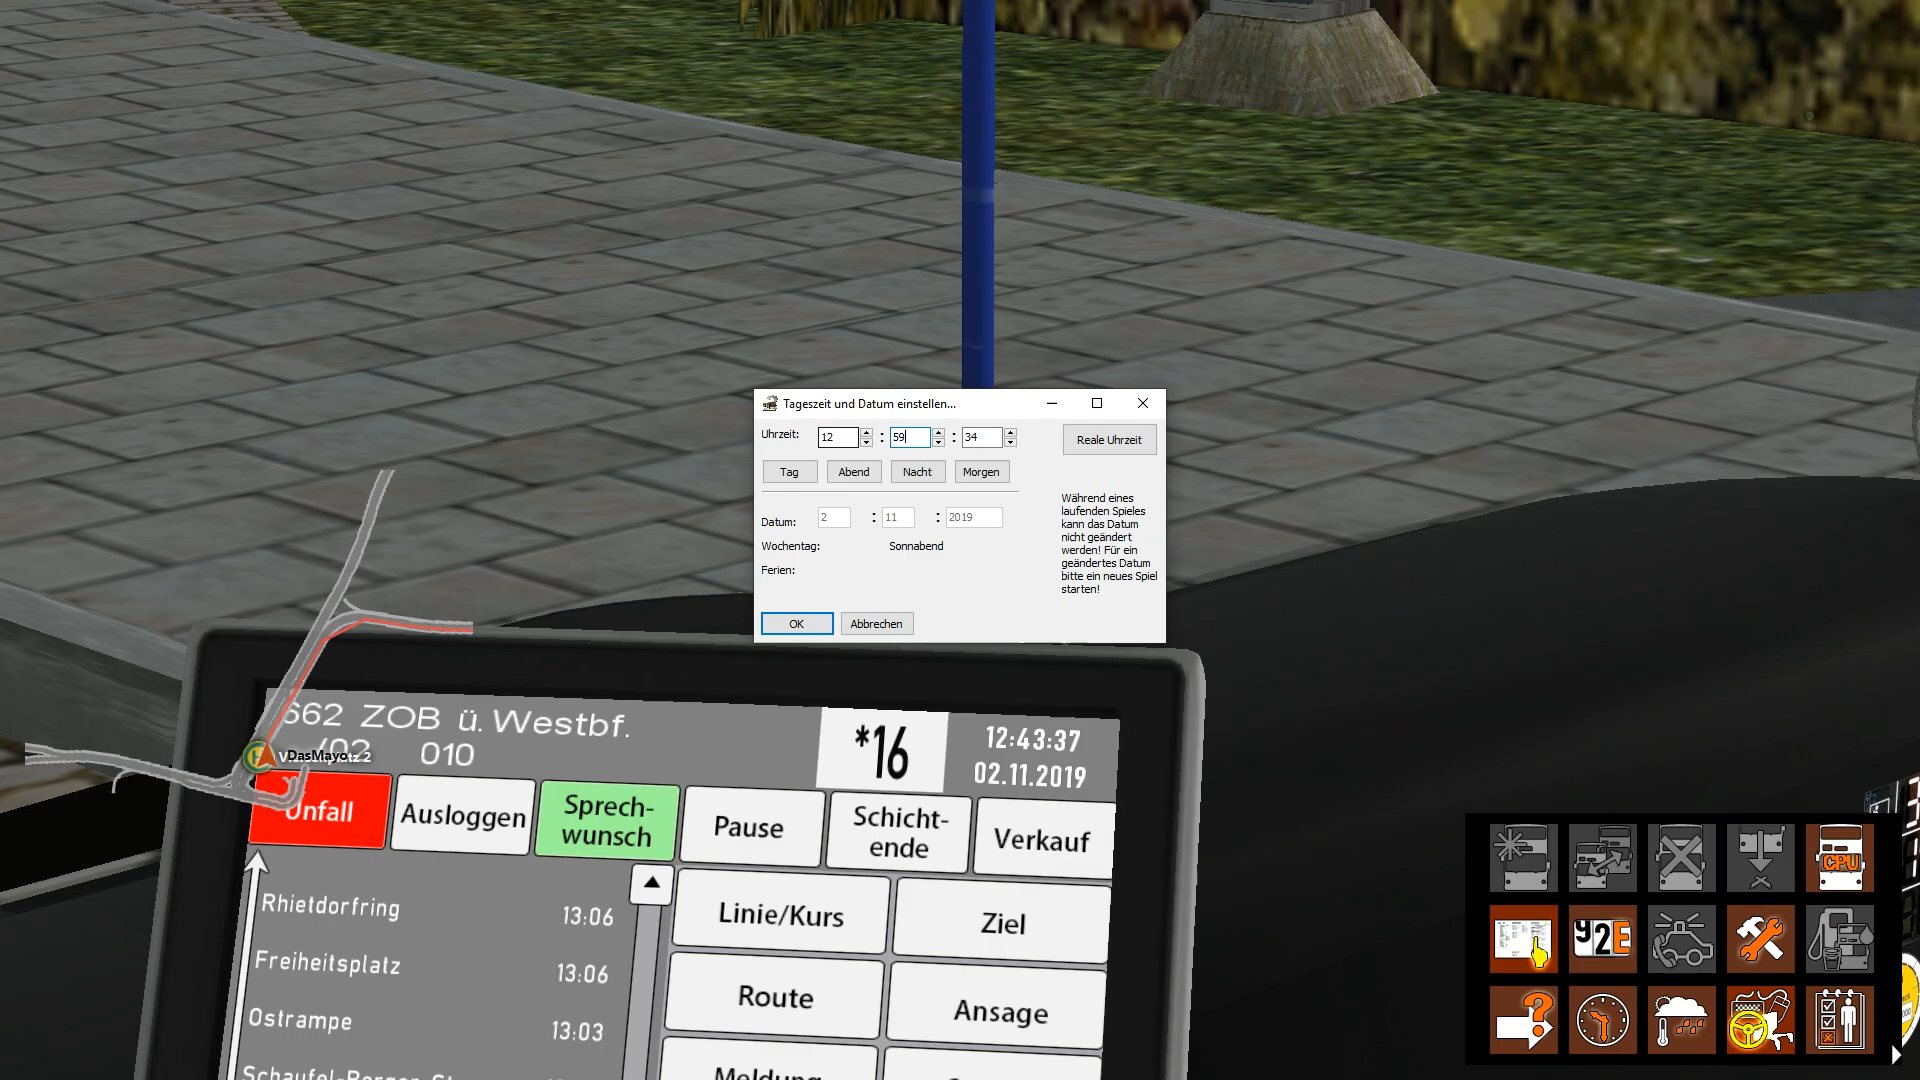 Tageszeit und Datum einstellen...
Uhrzeit: 12 : 59 : 34
Reale Uhrzeit
Tag Abend Nacht Morgen
Während eines
laufenden Spieles
kann das Datum
nicht geändert
werden! Für ein
geändertes Datum
bitte ein neues Spiel
starten!
Datum: 2 : 11 : 2019
Wochentag: Sonnabend
Ferien:
OK Abbrechen
662 ZOB ü. Westbf.
/02 010
*16
12:43:37
02.11.2019
DasMayo
Unfall
Ausloggen
Sprech-
wunsch
Pause
Schicht-
ende
Verkauf
Rhietdorfring 13:06
Freiheitsplatz 13:06
Ostrampe 13:03
Linie/Kurs
Ziel
Route
Ansage
Meldung
CPU
92E